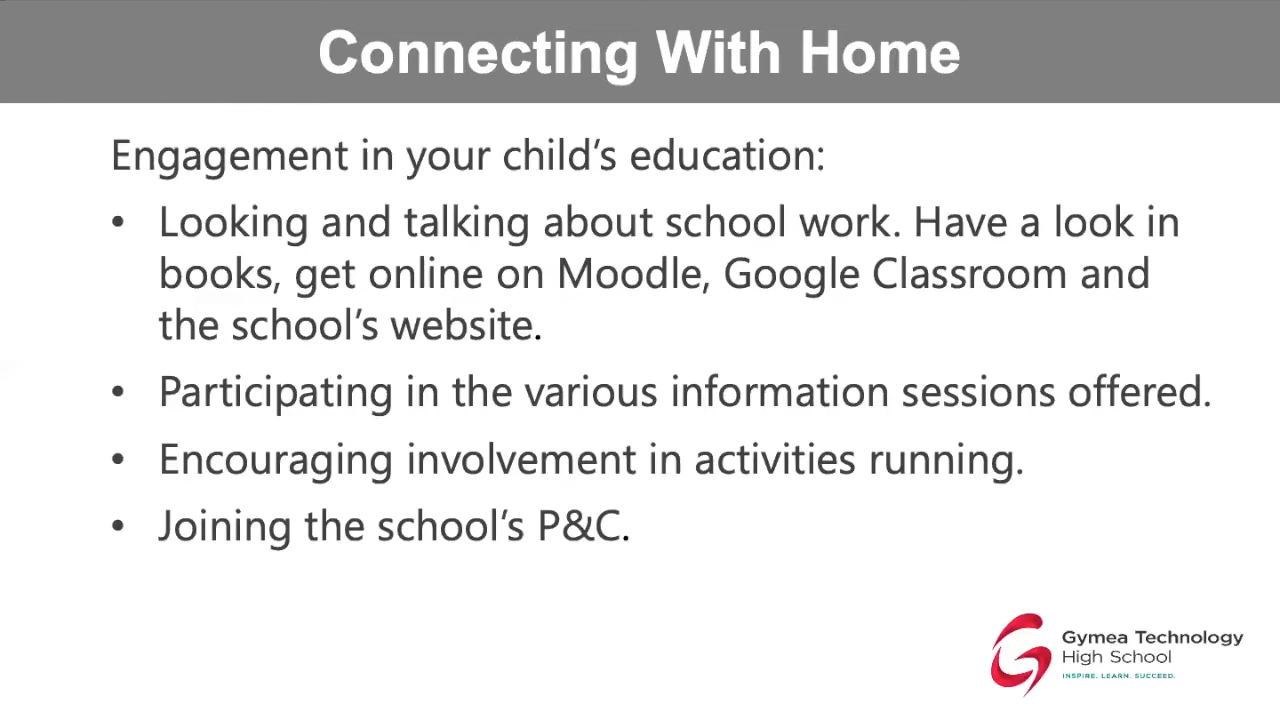 Connecting With Home
Engagement in your child’s education:
• Looking and talking about school work. Have a look in
books, get online on Moodle, Google Classroom and
the school’s website.
• Participating in the various information sessions offered.
• Encouraging involvement in activities running.
• Joining the school’s P&C.
Gymea Technology
High School
INSPIRE. LEARN. SUCCEED.